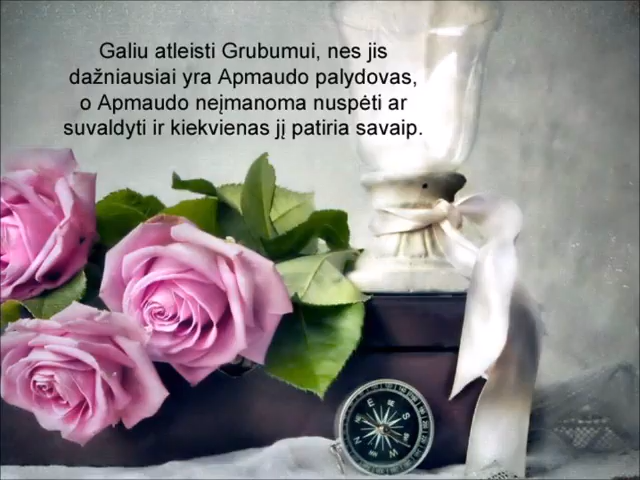 Galiu atleisti Grubumui, nes jis
dažniausiai yra Apmaudo palydovas,
o Apmaudo neįmanoma nuspėti ar
suvaldyti ir kiekvienas jį patiria savaip.
N E S W